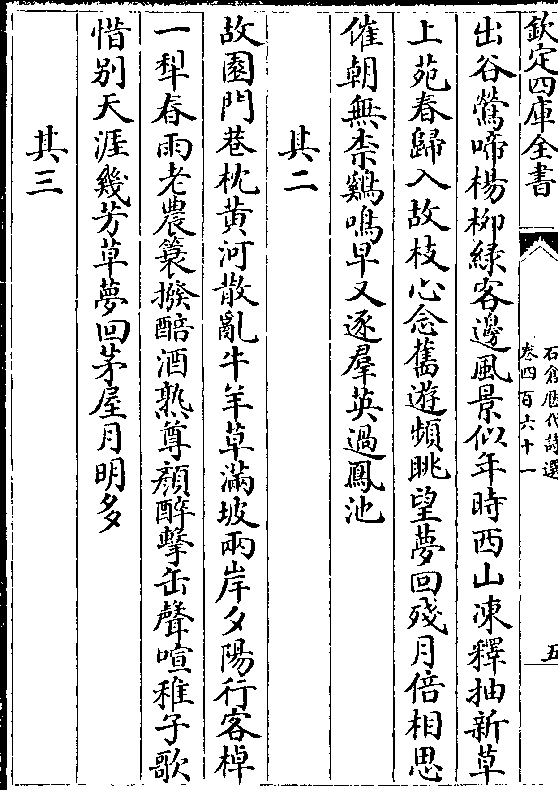 欽定四庫全書
石倉歷代詩選
卷四百六十一
五
出谷鶯啼楊柳綠客邊風景似年時西山凍釋抽新草
上苑春歸入故枝心念舊遊頻眺望夢回殘月倍相思
催朝無柰鷄鳴早又逐羣英過鳳池
其二
故園門巷枕黄河散亂牛羊草滿坡兩岸夕陽行客棹
一犁春雨老農蓑撥醅酒熟尊顔醉擊缶聲喧稚子歌
惜别天涯幾芳草夢回茅屋月明多
其三